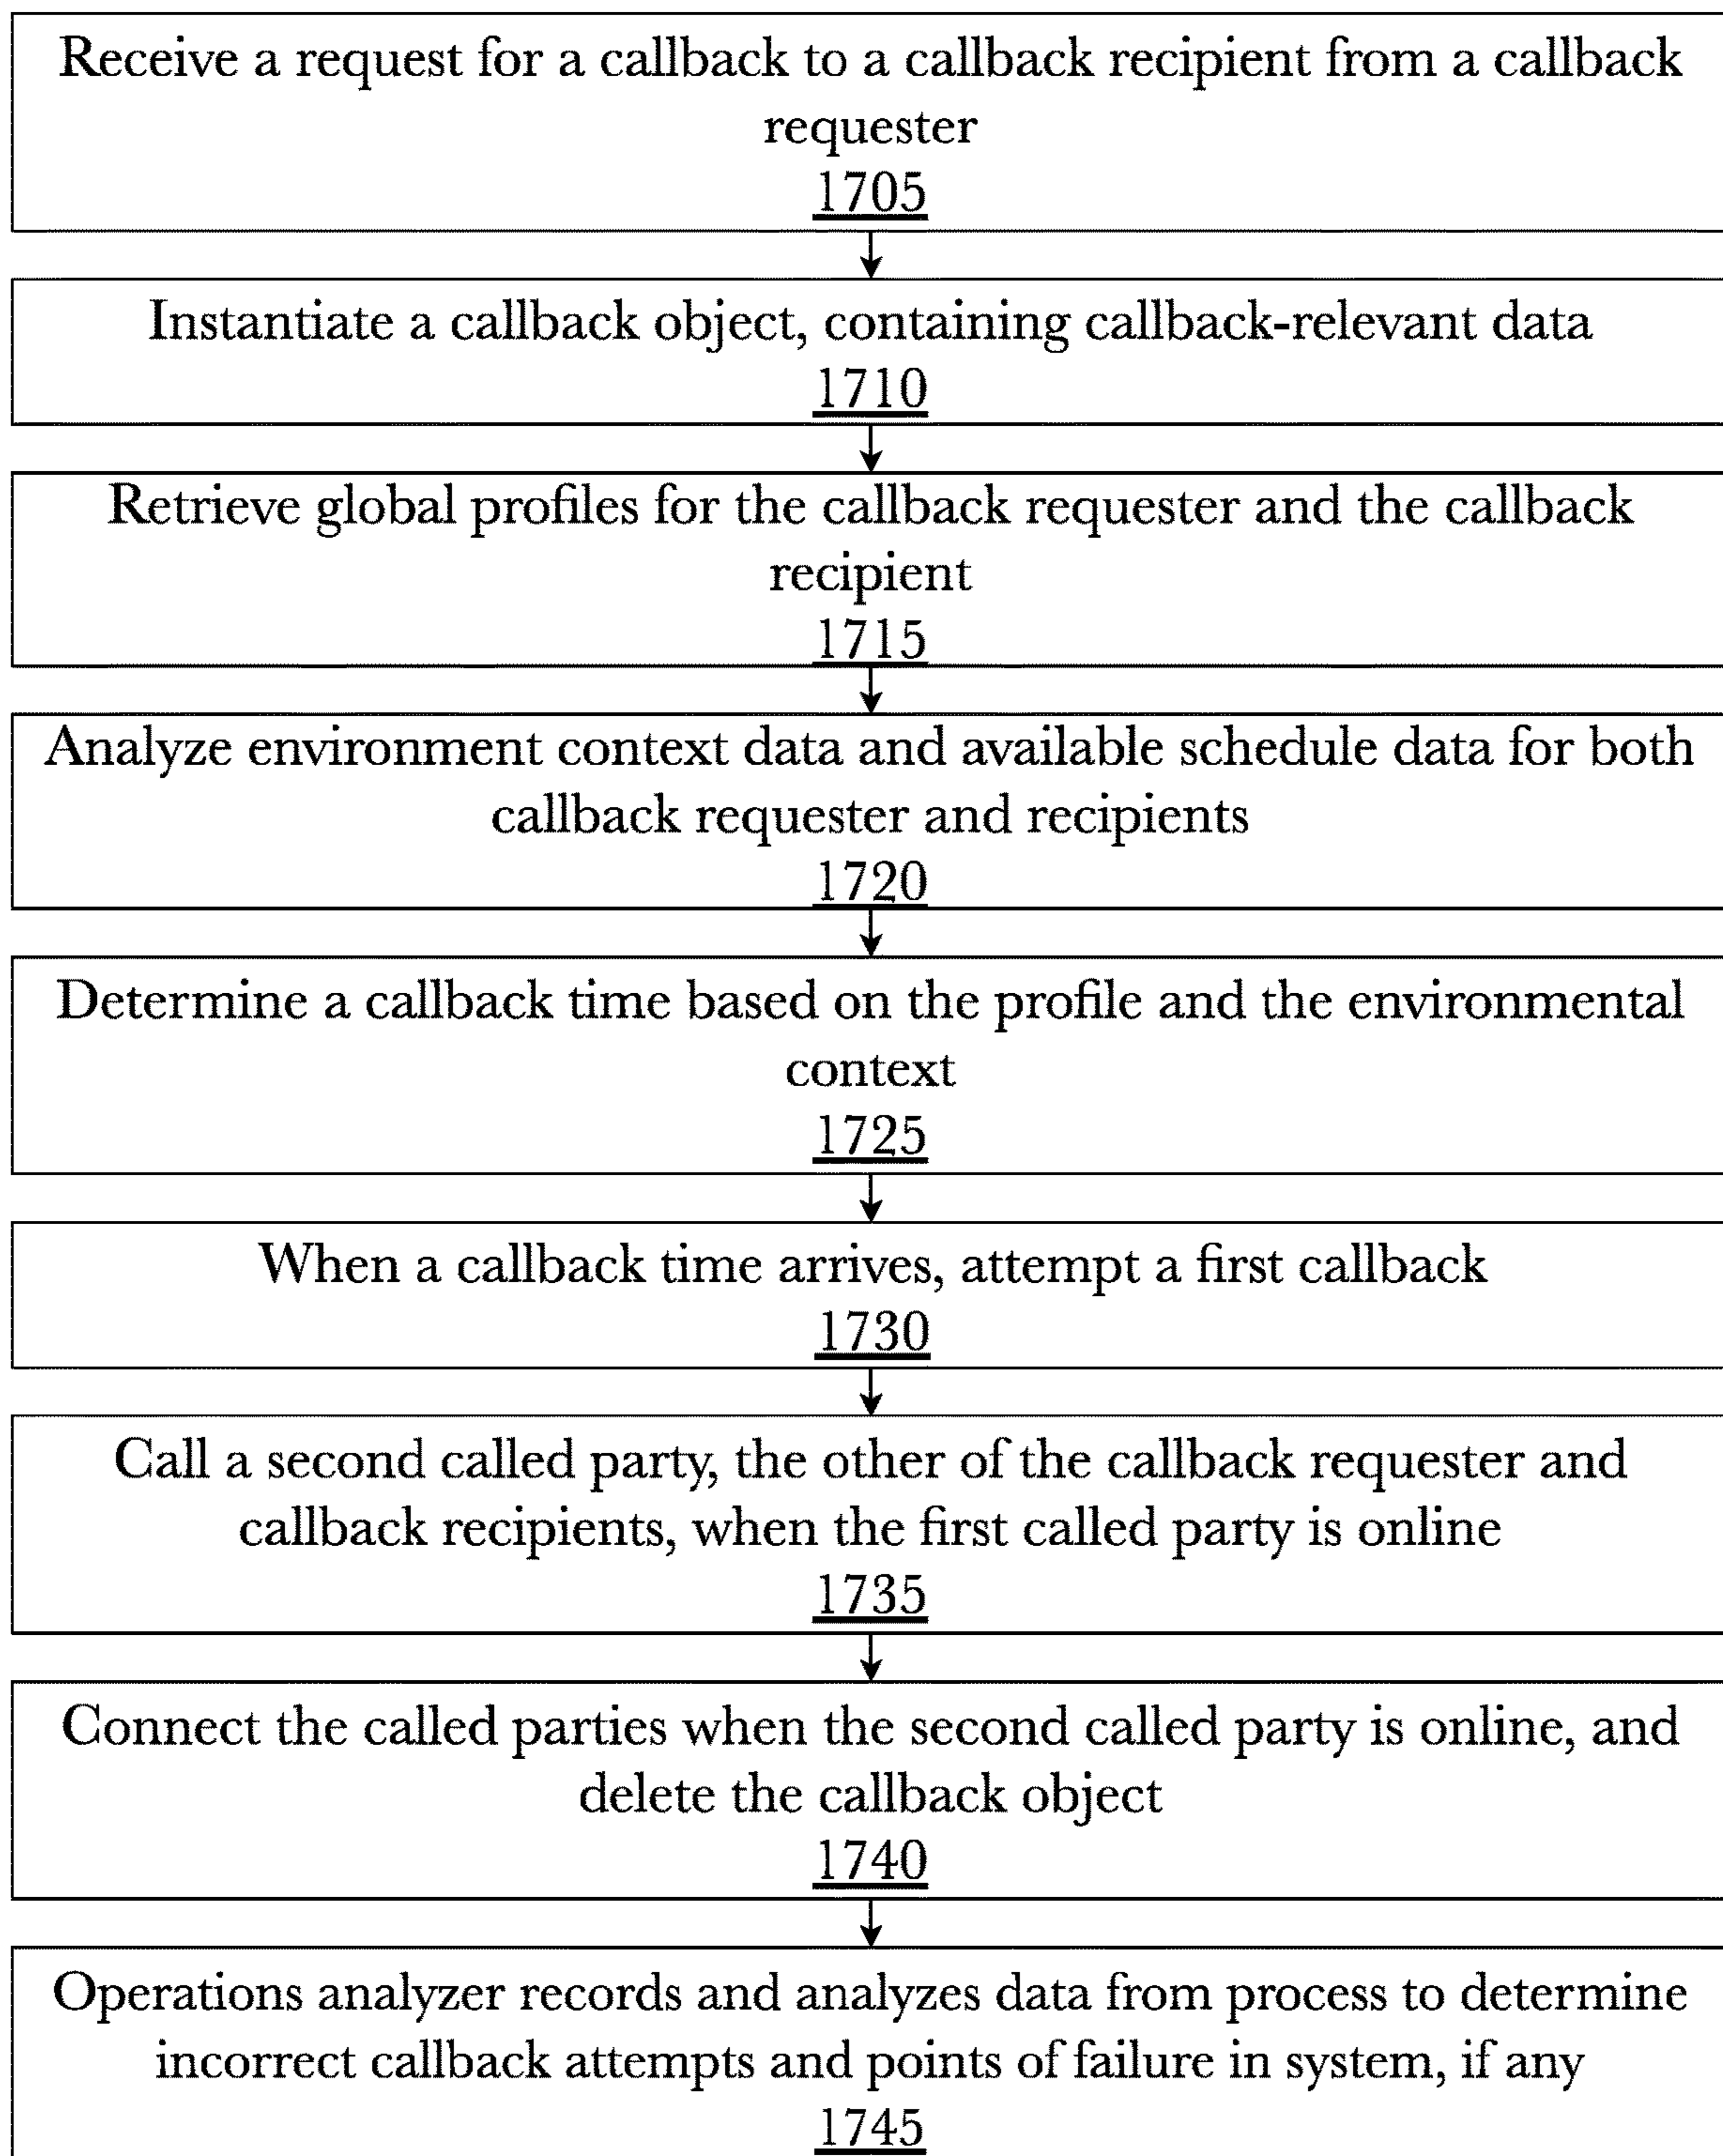 Receive a request for a callback to a callback recipient from a callback
requester
1705
Instantiate a callback object, containing callback-relevant data
1710
Retrieve global profiles for the callback requester and the callback
recipient
1715
Analyze environment context data and available schedule data for both
callback requester and recipients
1720
Determine a callback time based on the profile and the environmental
context
1725
When a callback time arrives, attempt a first callback
1730
Call a second called party, the other of the callback requester and
callback recipients, when the first called party is online
1735
Connect the called parties when the second called party is online, and
delete the callback object
1740
Operations analyzer records and analyzes data from process to determine
incorrect callback attempts and points of failure in system, if any
1745